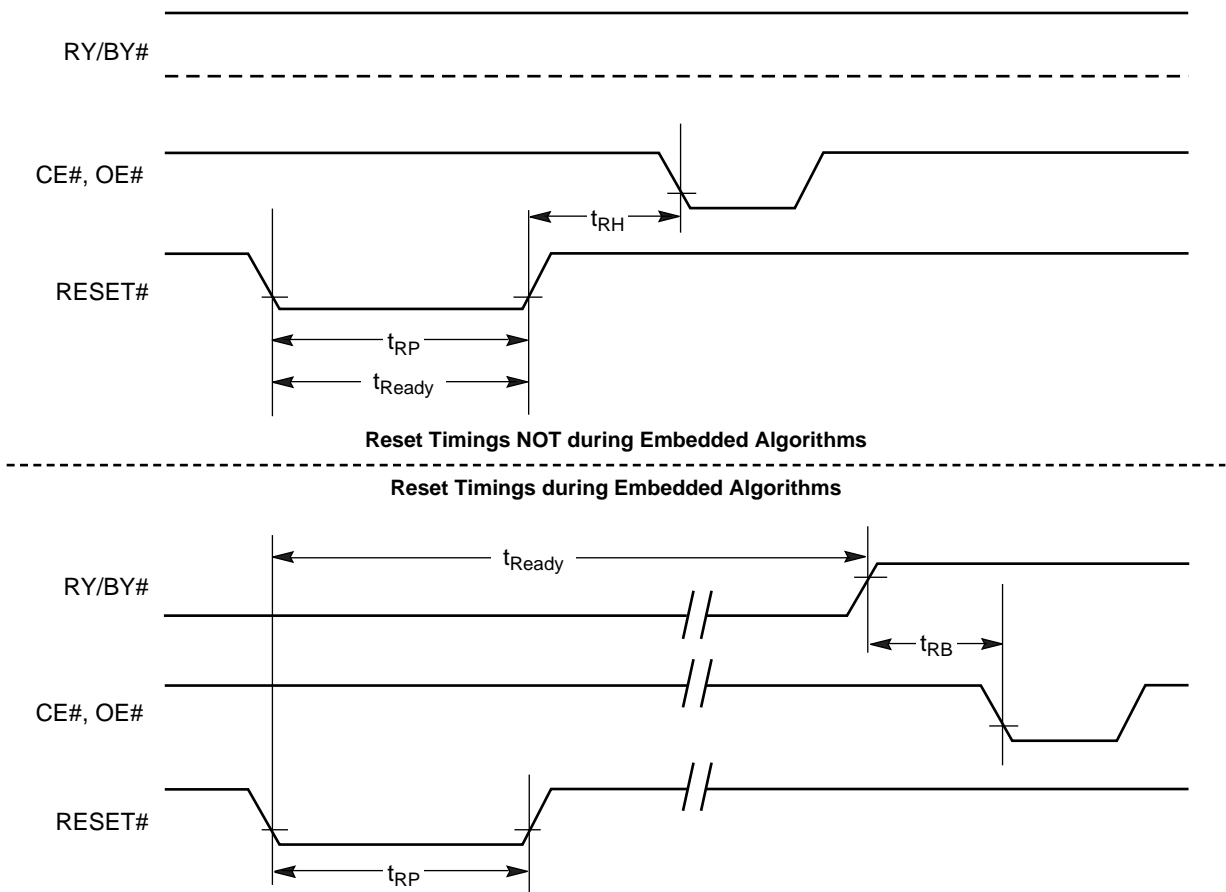 RY/BY#
CE#, OE#
tRH
RESET#
tRP
tReady
Reset Timings NOT during Embedded Algorithms
Reset Timings during Embedded Algorithms
tReady
RY/BY#
tRB
CE#, OE#
RESET#
tRP